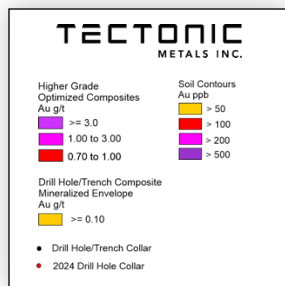 TECTONIC
METALS INC.
Higher Grade
Optimized Composites
Au g/t
>= 3.0
1.00 to 3.00
0.70 to 1.00
Soil Contours
Au ppb
> 50
> 100
> 200
> 500
Drill Hole/Trench Composite
Mineralized Envelope
Au g/t
>= 0.10
Drill Hole/Trench Collar
2024 Drill Hole Collar